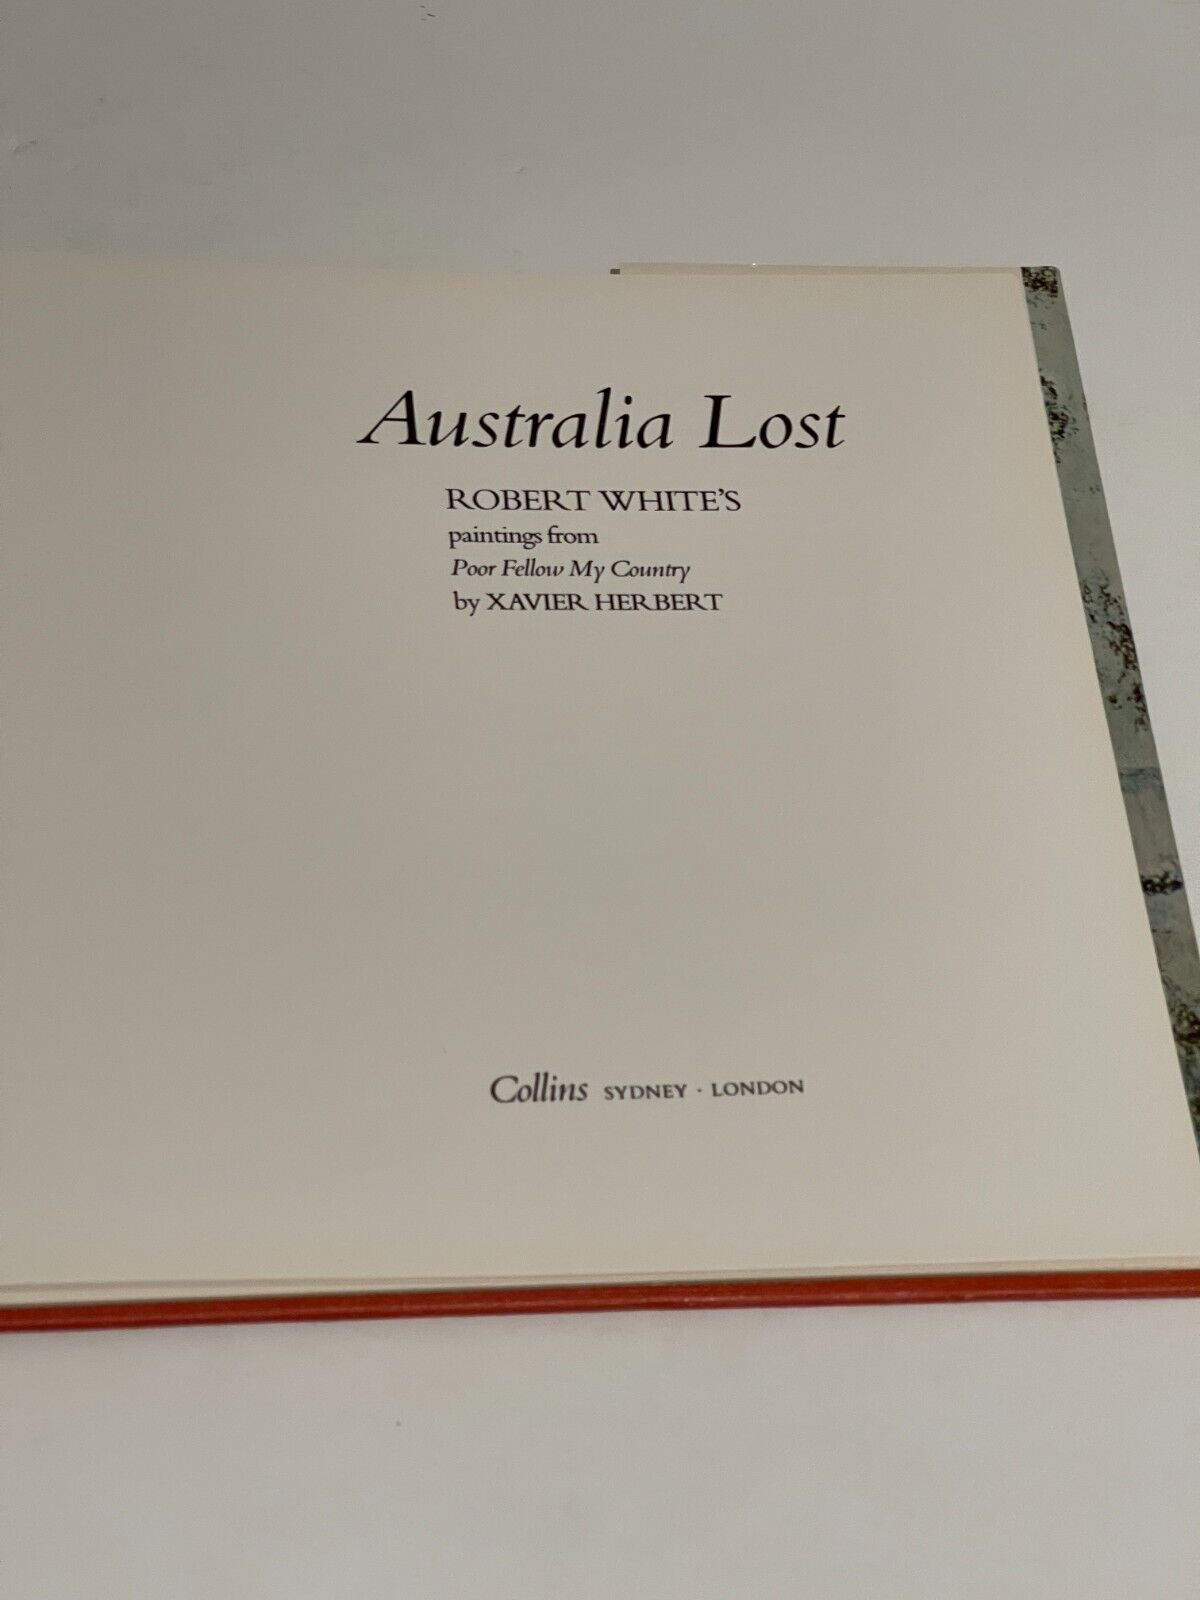 Australia Lost
ROBERT WHITE'S
paintings from
Poor Fellow My Country
by XAVIER HERBERT
Collins SYDNEY · LONDON